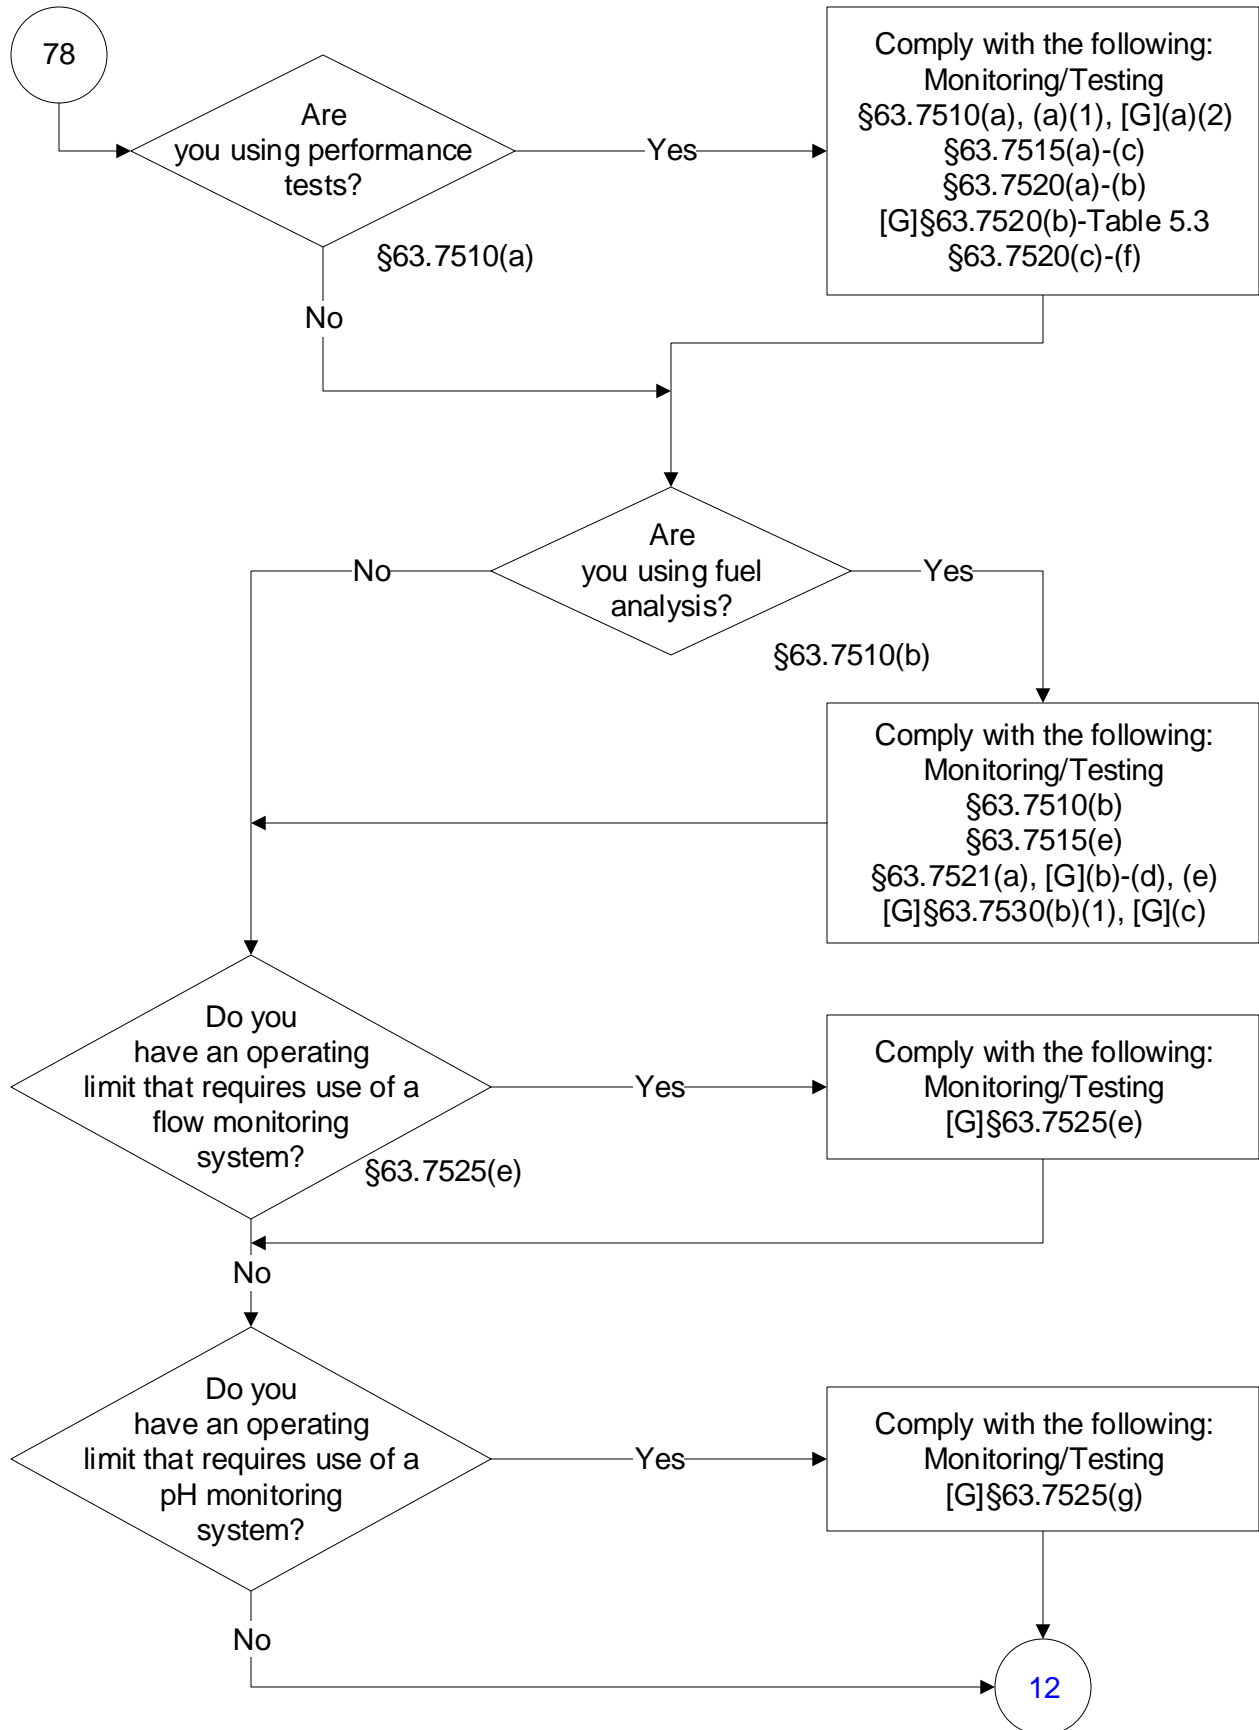 78
Are
you using performance
tests?
§63.7510(a)
Yes
Comply with the following:
Monitoring/Testing
§63.7510(a), (a)(1), [G](a)(2)
§63.7515(a)-(c)
§63.7520(a)-(b)
[G]§63.7520(b)-Table 5.3
§63.7520(c)-(f)
No
Are
you using fuel
analysis?
§63.7510(b)
No
Yes
Comply with the following:
Monitoring/Testing
§63.7510(b)
§63.7515(e)
§63.7521(a), [G](b)-(d), (e)
[G]§63.7530(b)(1), [G](c)
Do you
have an operating
limit that requires use of a
flow monitoring
system?
§63.7525(e)
Yes
Comply with the following:
Monitoring/Testing
[G]§63.7525(e)
No
Do you
have an operating
limit that requires use of a
pH monitoring
system?
Yes
Comply with the following:
Monitoring/Testing
[G]§63.7525(g)
No
12